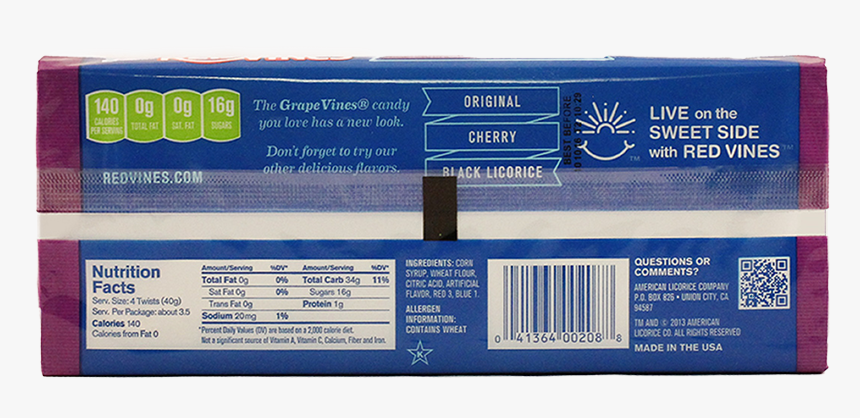 140 0g 0g 16g
CALORIES PER SERVING TOTAL FAT SAT. FAT SUGARS
The GrapeVines® candy
you love has a new look.
Don't forget to try our
other delicious flavors.
REDVINES.COM
ORIGINAL
CHERRY
BLACK LICORICE
BEST BEFORE
TM
LIVE on the
SWEET SIDE
with RED VINES™
Nutrition
Facts
Serv. Size: 4 Twists (40g)
Serv. Per Package: about 3.5
Calories 140
Calories from Fat 0
Amount/Serving %DV* Amount/Serving %DV*
Total Fat 0g 0% Total Carb 34g 11%
Sat Fat 0g 0% Sugars 16g
Trans Fat 0g Protein 1g
Sodium 20mg 1%
*Percent Daily Values (DV) are based on a 2,000 calorie diet.
Not a significant source of Vitamin A, Vitamin C, Calcium, Fiber and Iron.
INGREDIENTS: CORN
SYRUP, WHEAT FLOUR,
CITRIC ACID, ARTIFICIAL
FLAVOR, RED 3, BLUE 1.
ALLERGEN
INFORMATION:
CONTAINS WHEAT
K
0 41364 00208 8
QUESTIONS OR
COMMENTS?
AMERICAN LICORICE COMPANY
P.O. BOX 826 • UNION CITY, CA
94587
TM AND © 2013 AMERICAN
LICORICE CO. ALL RIGHTS RESERVED
MADE IN THE USA